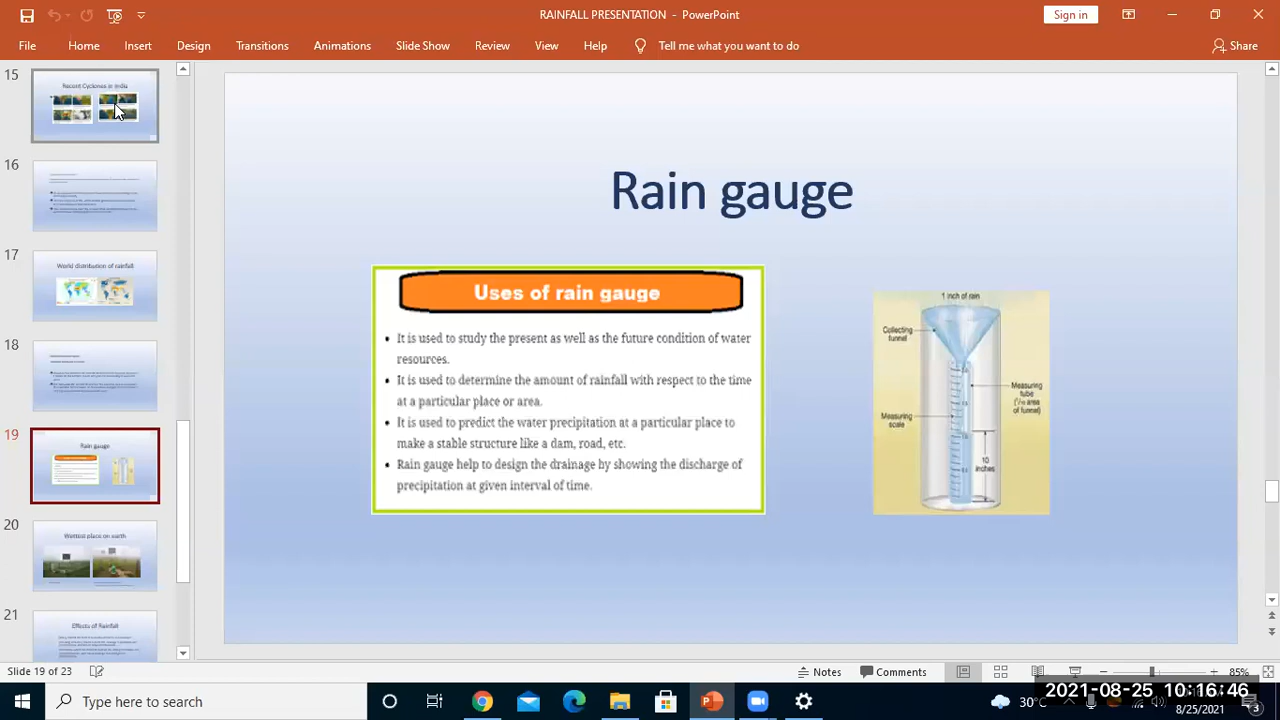 RAINFALL PRESENTATION - PowerPoint
Sign in
File Home Insert Design Transitions Animations Slide Show Review View Help Tell me what you want to do Share
15
Recent Cyclones in India
16
17
World distribution of rainfall
18
19
Rain gauge
20
Wettest place on earth
21
Effects of Rainfall
Rain gauge
Uses of rain gauge
• It is used to study the present as well as the future condition of water
resources.
• It is used to determine the amount of rainfall with respect to the time
at a particular place or area.
• It is used to predict the water precipitation at a particular place to
make a stable structure like a dam, road, etc.
• Rain gauge help to design the drainage by showing the discharge of
precipitation at given interval of time.
1 inch of rain
Collecting
funnel
Measuring
tube
(1/10 area
of funnel)
Measuring
scale
10
inches
Slide 19 of 23 Notes Comments 85%
Type here to search 30°
2021-08-25 10:16:46
8/25/2021